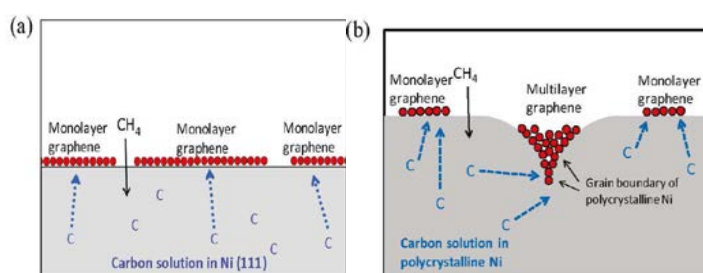 (a)
Monolayer
graphene
CH4
Monolayer
graphene
Monolayer
graphene
C
C
C
C
C
C
C
Carbon solution in Ni (111)
(b)
Monolayer
graphene
CH4
Multilayer
graphene
Monolayer
graphene
C
C
C
C
C
Grain boundary of
polycrystalline Ni
Carbon solution in
polycrystalline Ni